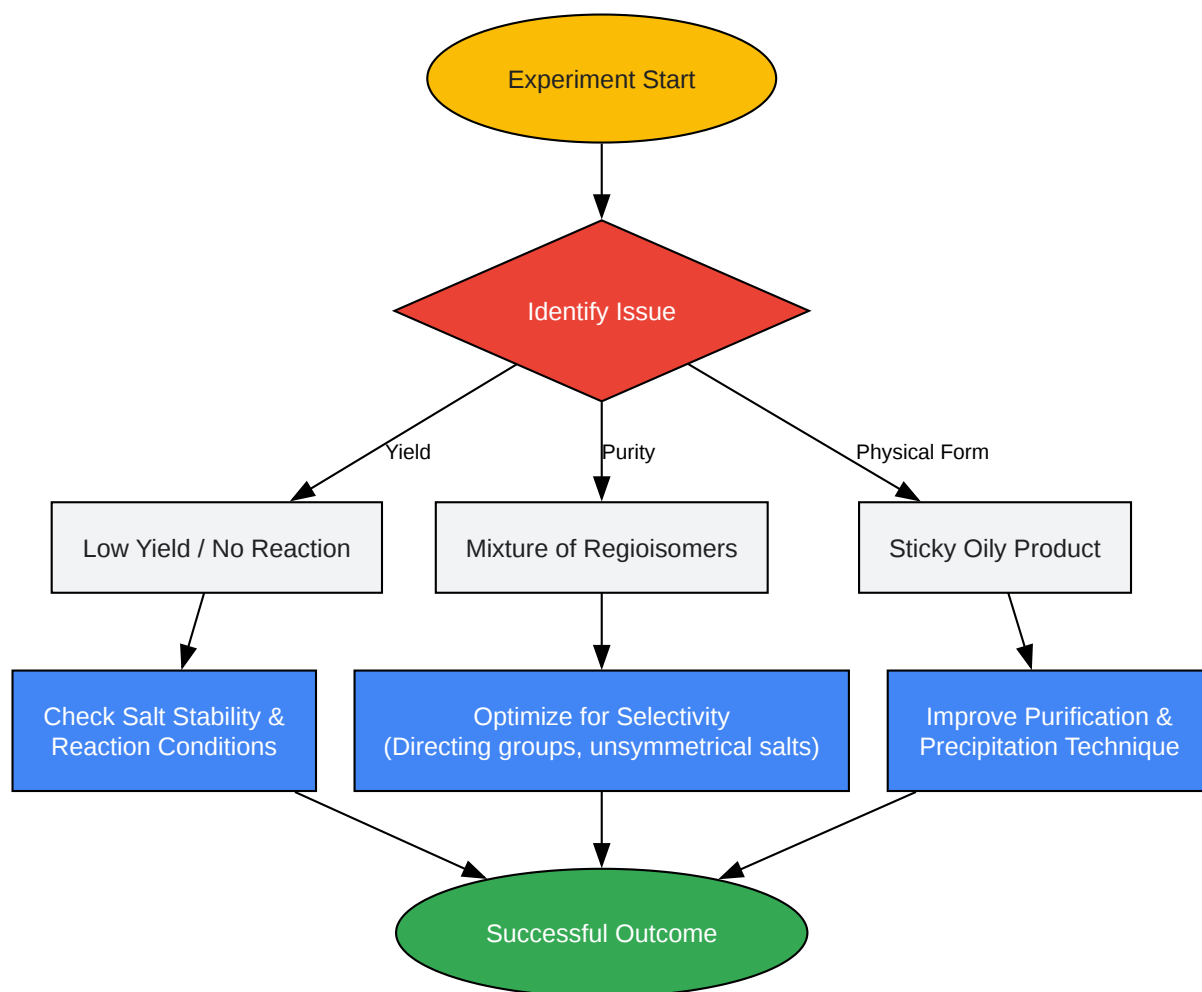 Experiment Start
Identify Issue
Yield
Purity
Physical Form
Low Yield / No Reaction
Mixture of Regioisomers
Sticky Oily Product
Check Salt Stability &
Reaction Conditions
Optimize for Selectivity
(Directing groups, unsymmetrical salts)
Improve Purification &
Precipitation Technique
Successful Outcome